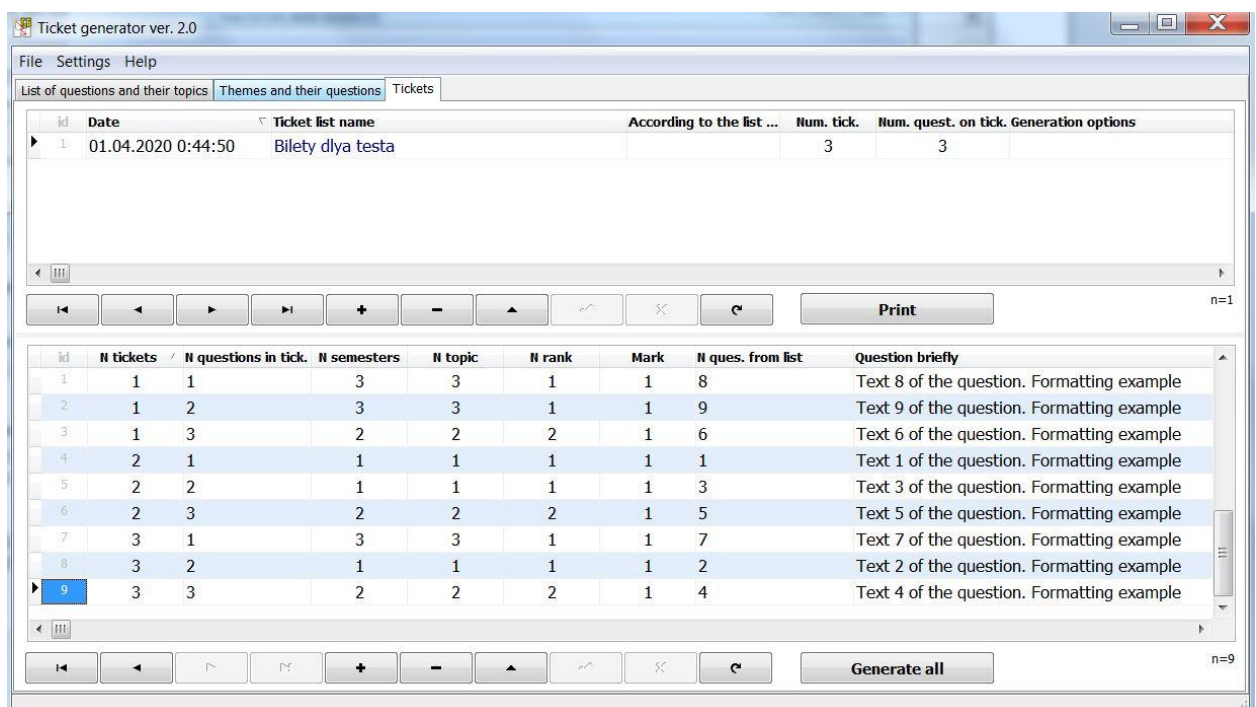 Ticket generator ver. 2.0
File Settings Help
List of questions and their topics Themes and their questions Tickets
id Date Ticket list name According to the list ... Num. tick. Num. quest. on tick. Generation options
1 01.04.2020 0:44:50 Bilety dlya testa 3 3
Print n=1
id N tickets N questions in tick. N semesters N topic N rank Mark N ques. from list Question briefly
1 1 1 3 3 1 1 8 Text 8 of the question. Formatting example
2 1 2 3 3 1 1 9 Text 9 of the question. Formatting example
3 1 3 2 2 2 1 6 Text 6 of the question. Formatting example
4 2 1 1 1 1 1 1 Text 1 of the question. Formatting example
5 2 2 1 1 1 1 3 Text 3 of the question. Formatting example
6 2 3 2 2 2 1 5 Text 5 of the question. Formatting example
7 3 1 3 3 1 1 7 Text 7 of the question. Formatting example
8 3 2 1 1 1 1 2 Text 2 of the question. Formatting example
9 3 3 2 2 2 1 4 Text 4 of the question. Formatting example
Generate all n=9